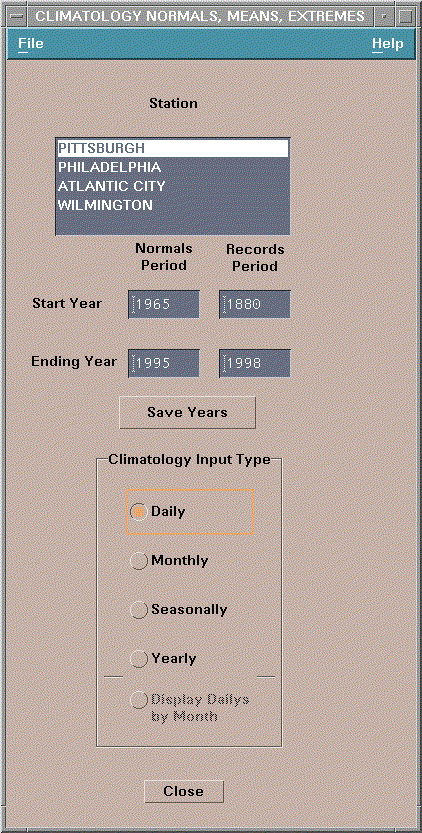 CLIMATOLOGY NORMALS, MEANS, EXTREMES
File Help
Station
PITTSBURGH
PHILADELPHIA
ATLANTIC CITY
WILMINGTON
Normals Records
Period Period
Start Year 1965 1880
Ending Year 1995 1998
Save Years
Climatology Input Type
Daily
Monthly
Seasonally
Yearly
Display Dailys
by Month
Close